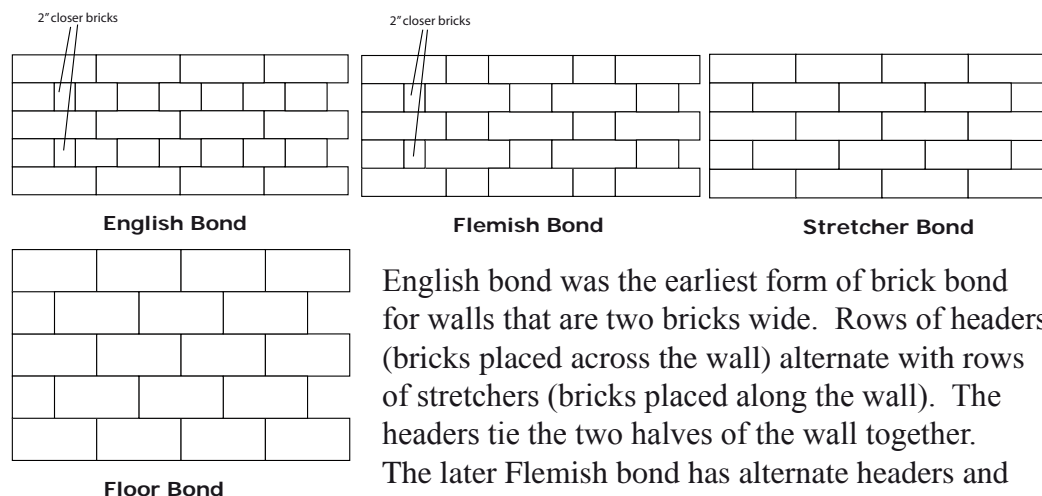 2" closer bricks
2" closer bricks
English Bond
Flemish Bond
Stretcher Bond
English bond was the earliest form of brick bond
for walls that are two bricks wide. Rows of headers
(bricks placed across the wall) alternate with rows
of stretchers (bricks placed along the wall). The
headers tie the two halves of the wall together.
The later Flemish bond has alternate headers and
Floor Bond